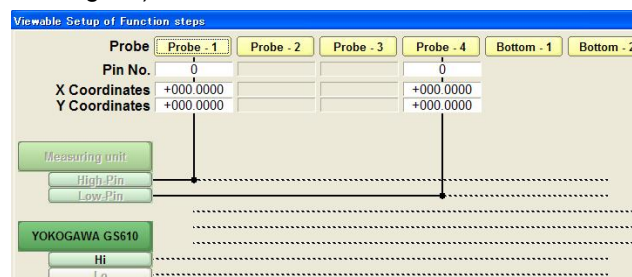 Viewable Setup of Function steps
Probe Probe - 1 Probe - 2 Probe - 3 Probe - 4 Bottom - 1 Bottom - 2
Pin No. 0 0
X Coordinates +000.0000 +000.0000
Y Coordinates +000.0000 +000.0000
Measuring unit
High-Pin
Low-Pin
YOKOGAWA GS610
Hi
Lo